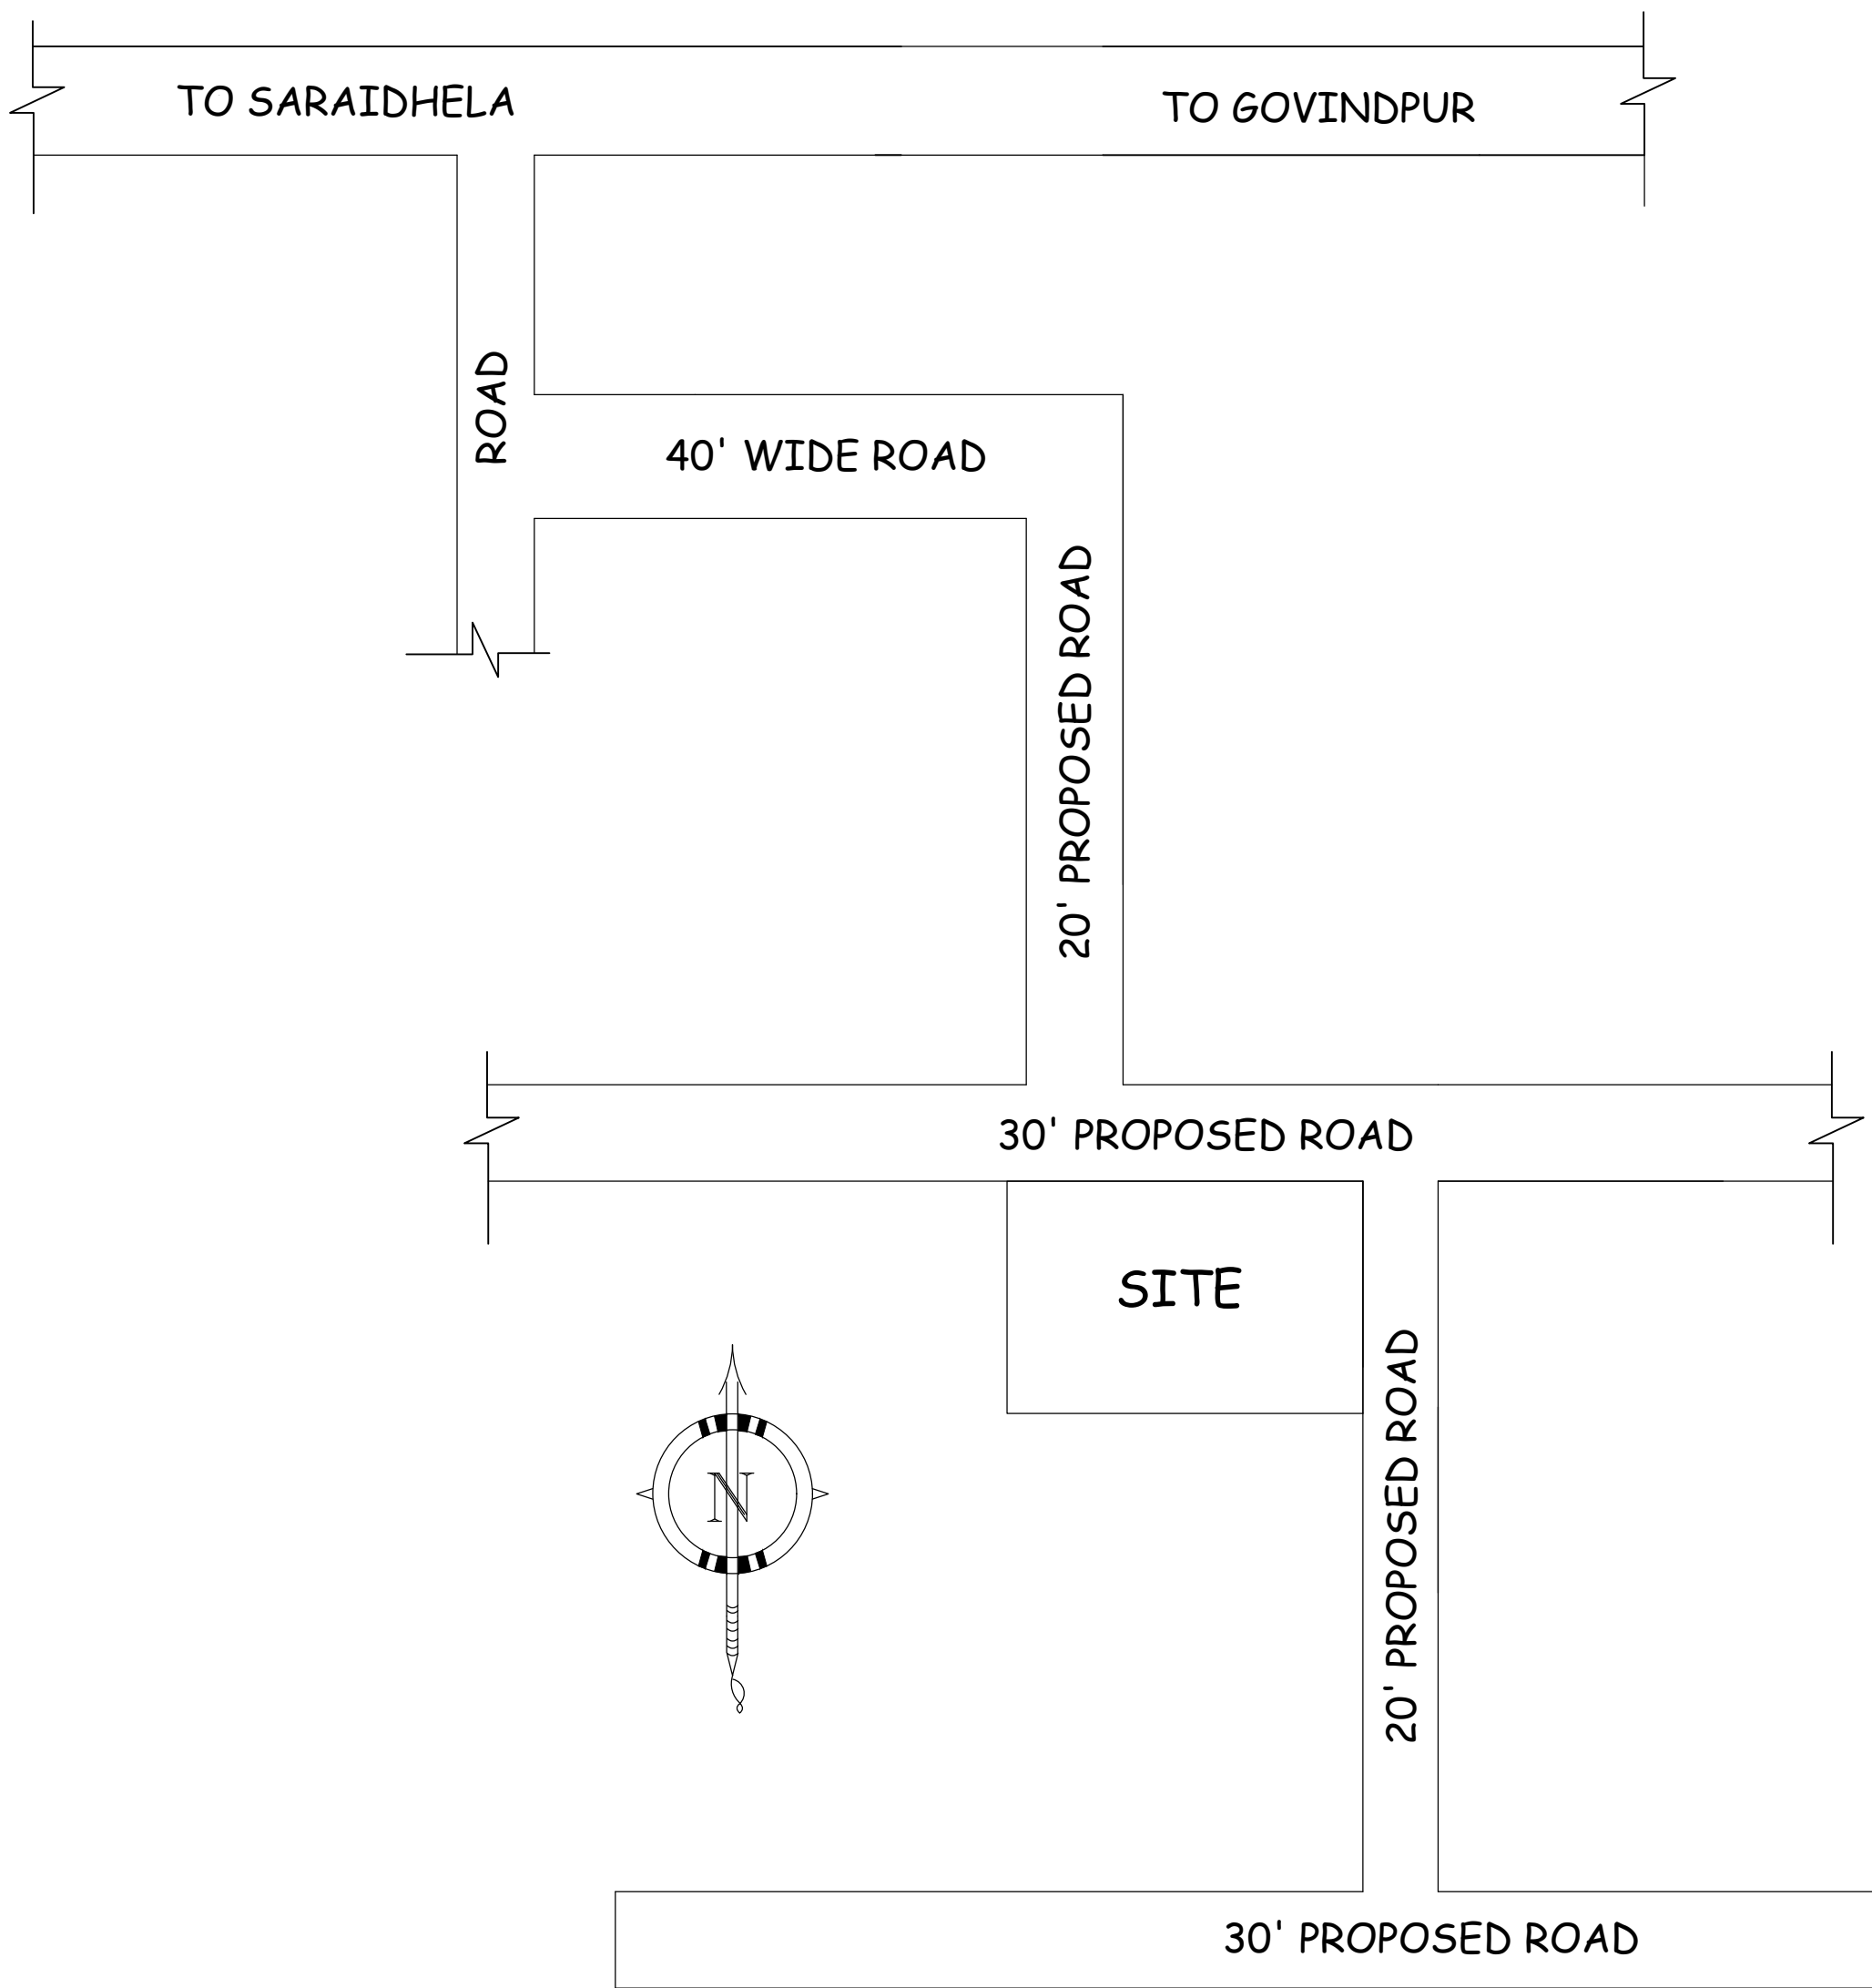 TO SARAIDHELA
TO GOVINDPUR
ROAD
40' WIDE ROAD
20' PROPOSED ROAD
30' PROPOSED ROAD
SITE
N
20' PROPOSED ROAD
30' PROPOSED ROAD